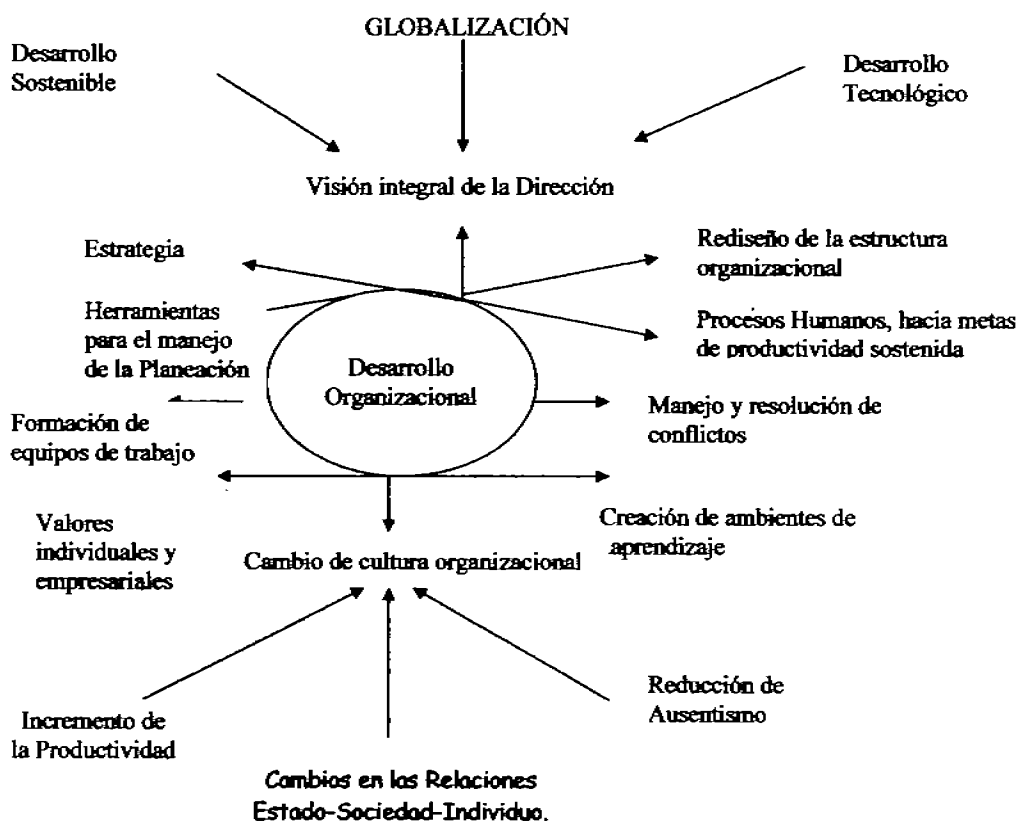 GLOBALIZACIÓN
Desarrollo
Sostenible
Desarrollo
Tecnológico
Visión integral de la Dirección
Estrategia
Rediseño de la estructura
organizacional
Herramientas
para el manejo
de la Planeación
Procesos Humanos, hacia metas
de productividad sostenida
Desarrollo
Organizacional
Formación de
equipos de trabajo
Manejo y resolución de
conflictos
Valores
individuales y
empresariales
Creación de ambientes de
aprendizaje
Cambio de cultura organizacional
Incremento de
la Productividad
Reducción de
Ausentismo
Cambios en las Relaciones
Estado-Sociedad-Individuo.